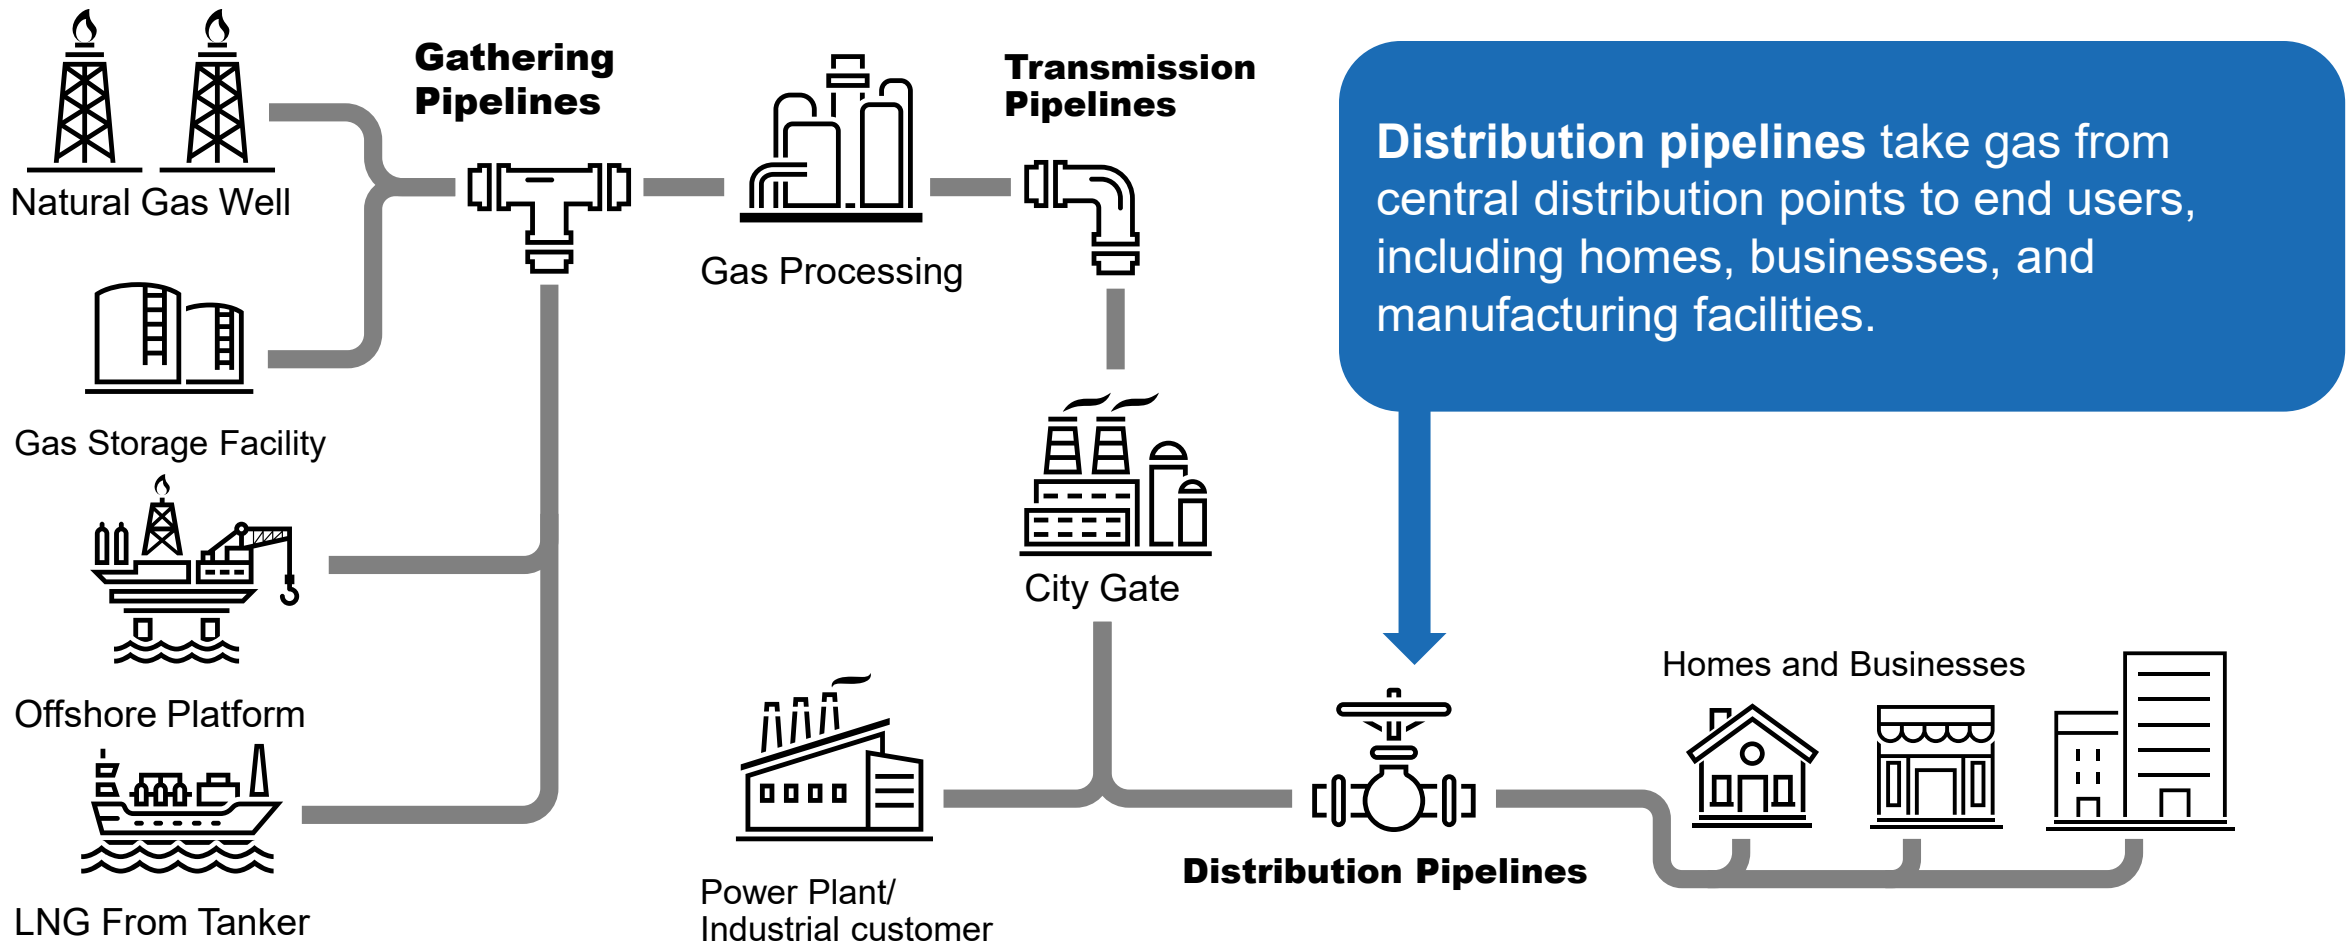 Gathering
Pipelines
Transmission
Pipelines
Distribution pipelines take gas from
central distribution points to end users,
including homes, businesses, and
manufacturing facilities.
Natural Gas Well
Gas Processing
Gas Storage Facility
City Gate
Offshore Platform
Homes and Businesses
Distribution Pipelines
Power Plant/
Industrial customer
LNG From Tanker